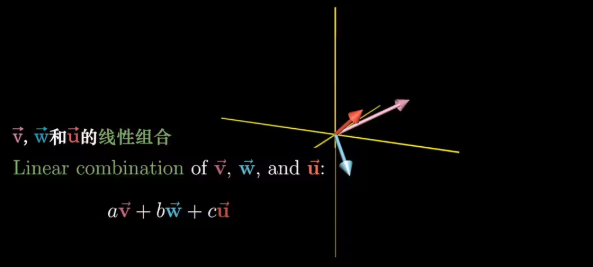 v⃗, w⃗和u⃗的线性组合
Linear combination of v⃗, w⃗, and u⃗:
av⃗ + bw⃗ + cu⃗